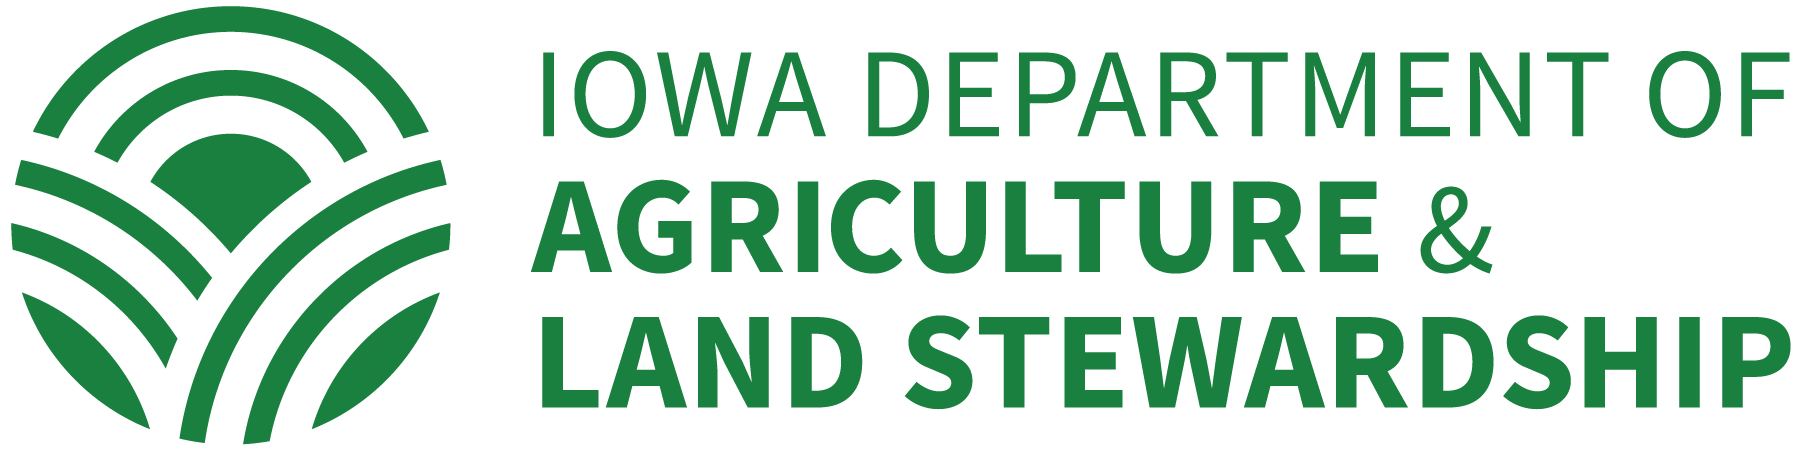 IOWA DEPARTMENT OF
AGRICULTURE &
LAND STEWARDSHIP